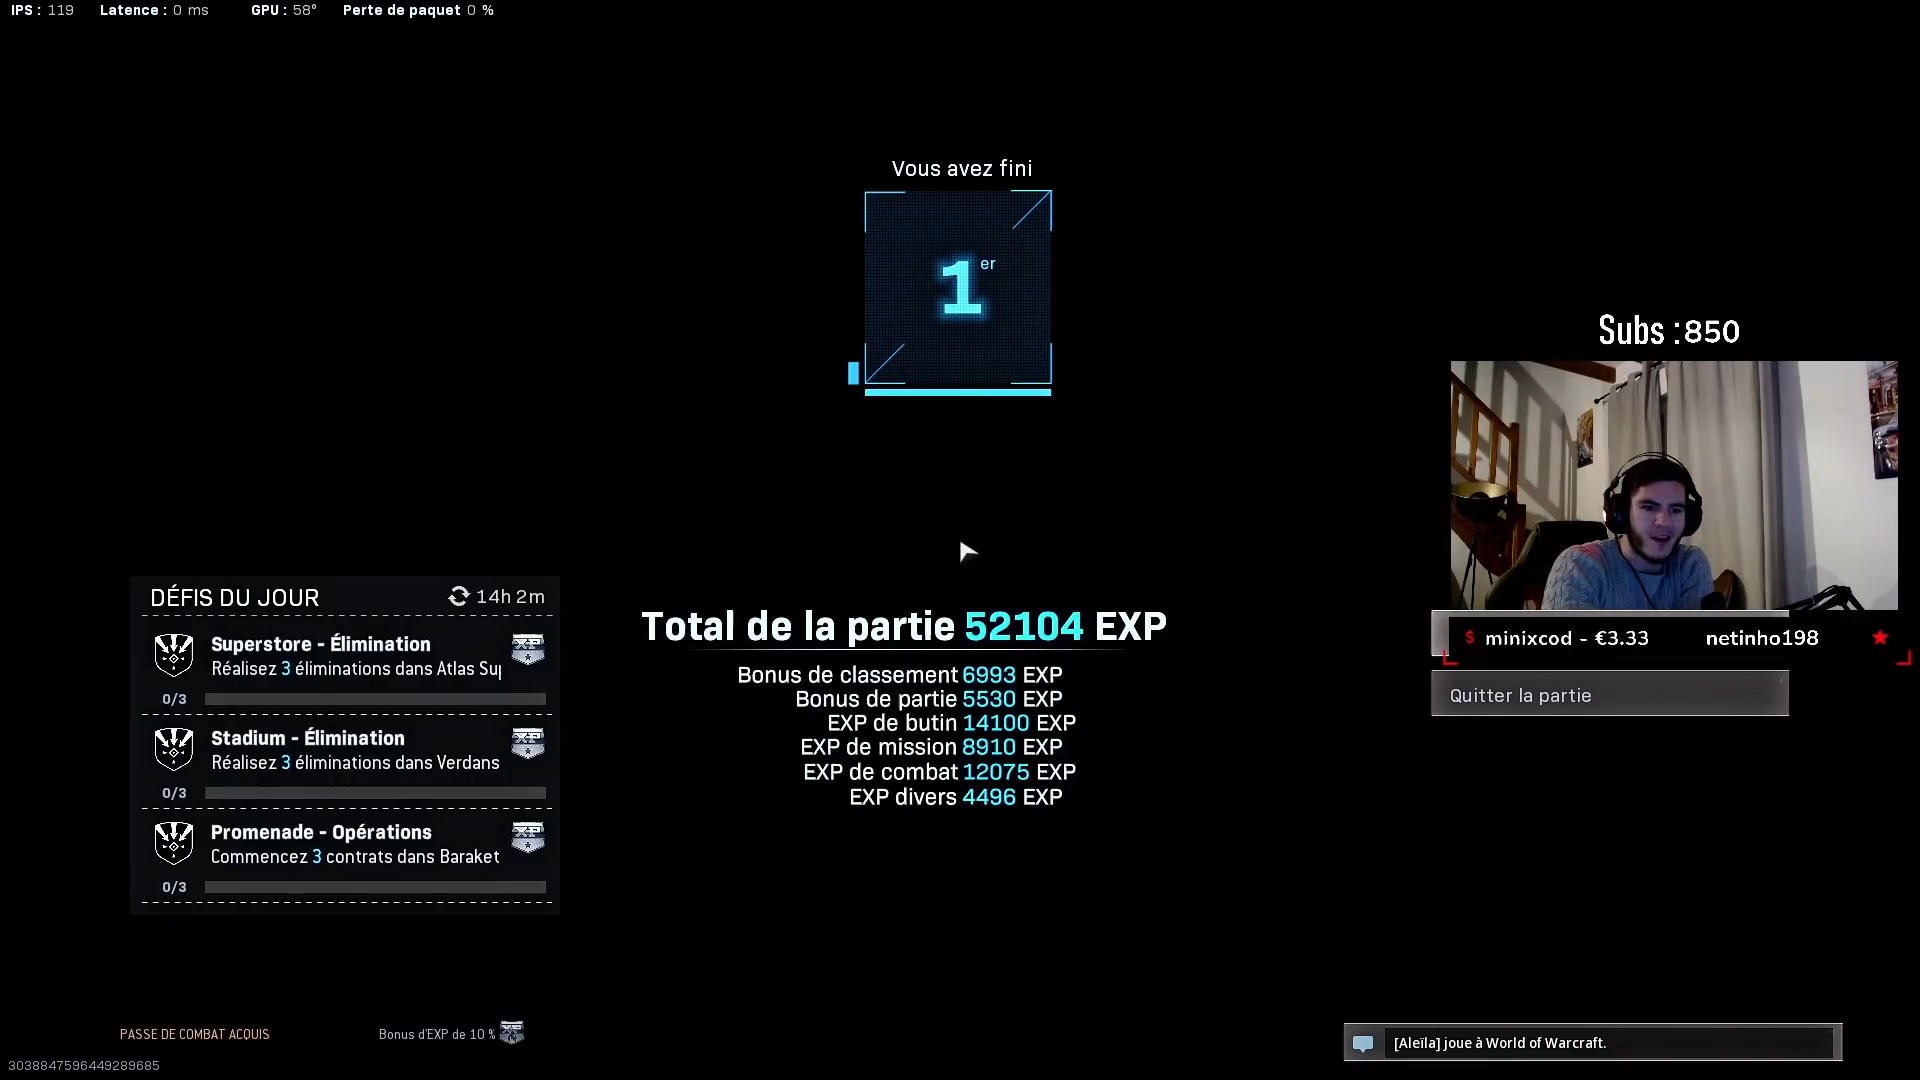 IPS : 119 Latence : 0 ms GPU : 58° Perte de paquet 0 %
Vous avez fini
1er
Subs :850
DÉFIS DU JOUR 14h 2m
Superstore - Élimination
Réalisez 3 éliminations dans Atlas Sup
0/3
Stadium - Élimination
Réalisez 3 éliminations dans Verdans
0/3
Promenade - Opérations
Commencez 3 contrats dans Baraket
0/3
Total de la partie 52104 EXP
Bonus de classement 6993 EXP
Bonus de partie 5530 EXP
EXP de butin 14100 EXP
EXP de mission 8910 EXP
EXP de combat 12075 EXP
EXP divers 4496 EXP
$ minixcod - €3.33 netinho198
Quitter la partie
PASSE DE COMBAT ACQUIS Bonus d'EXP de 10 %
[Aleïla] joue à World of Warcraft.
3038847596449289685